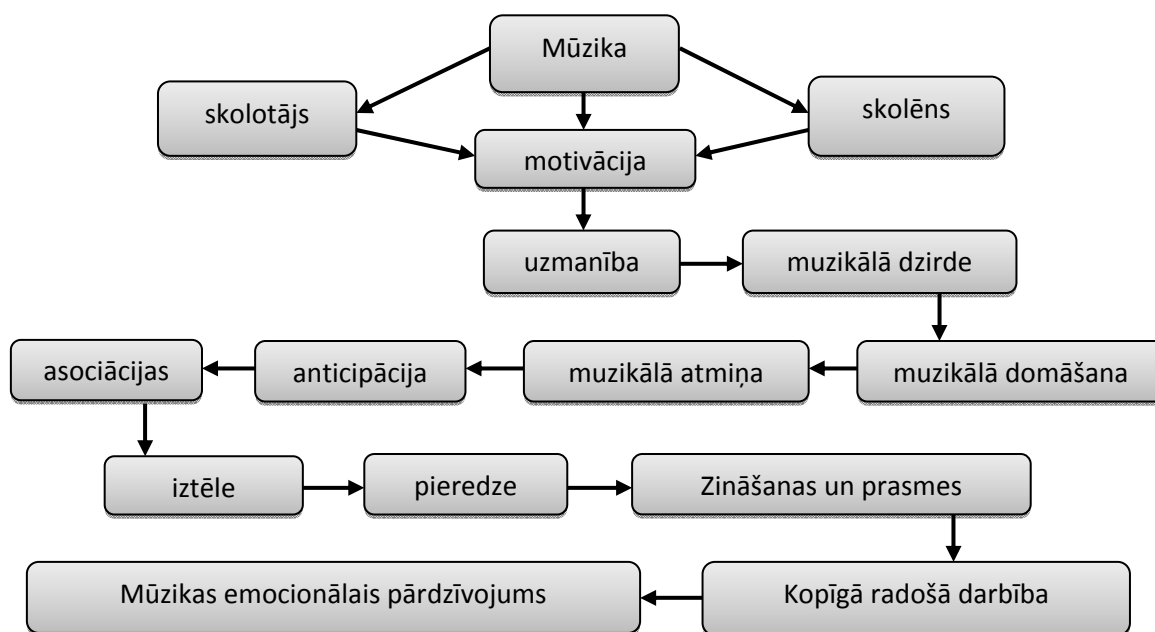 Mūzika
skolotājs
skolēns
motivācija
uzmanība
muzikālā dzirde
asociācijas
anticipācija
muzikālā atmiņa
muzikālā domāšana
iztēle
pieredze
Zināšanas un prasmes
Mūzikas emocionālais pārdzīvojums
Kopīgā radošā darbība